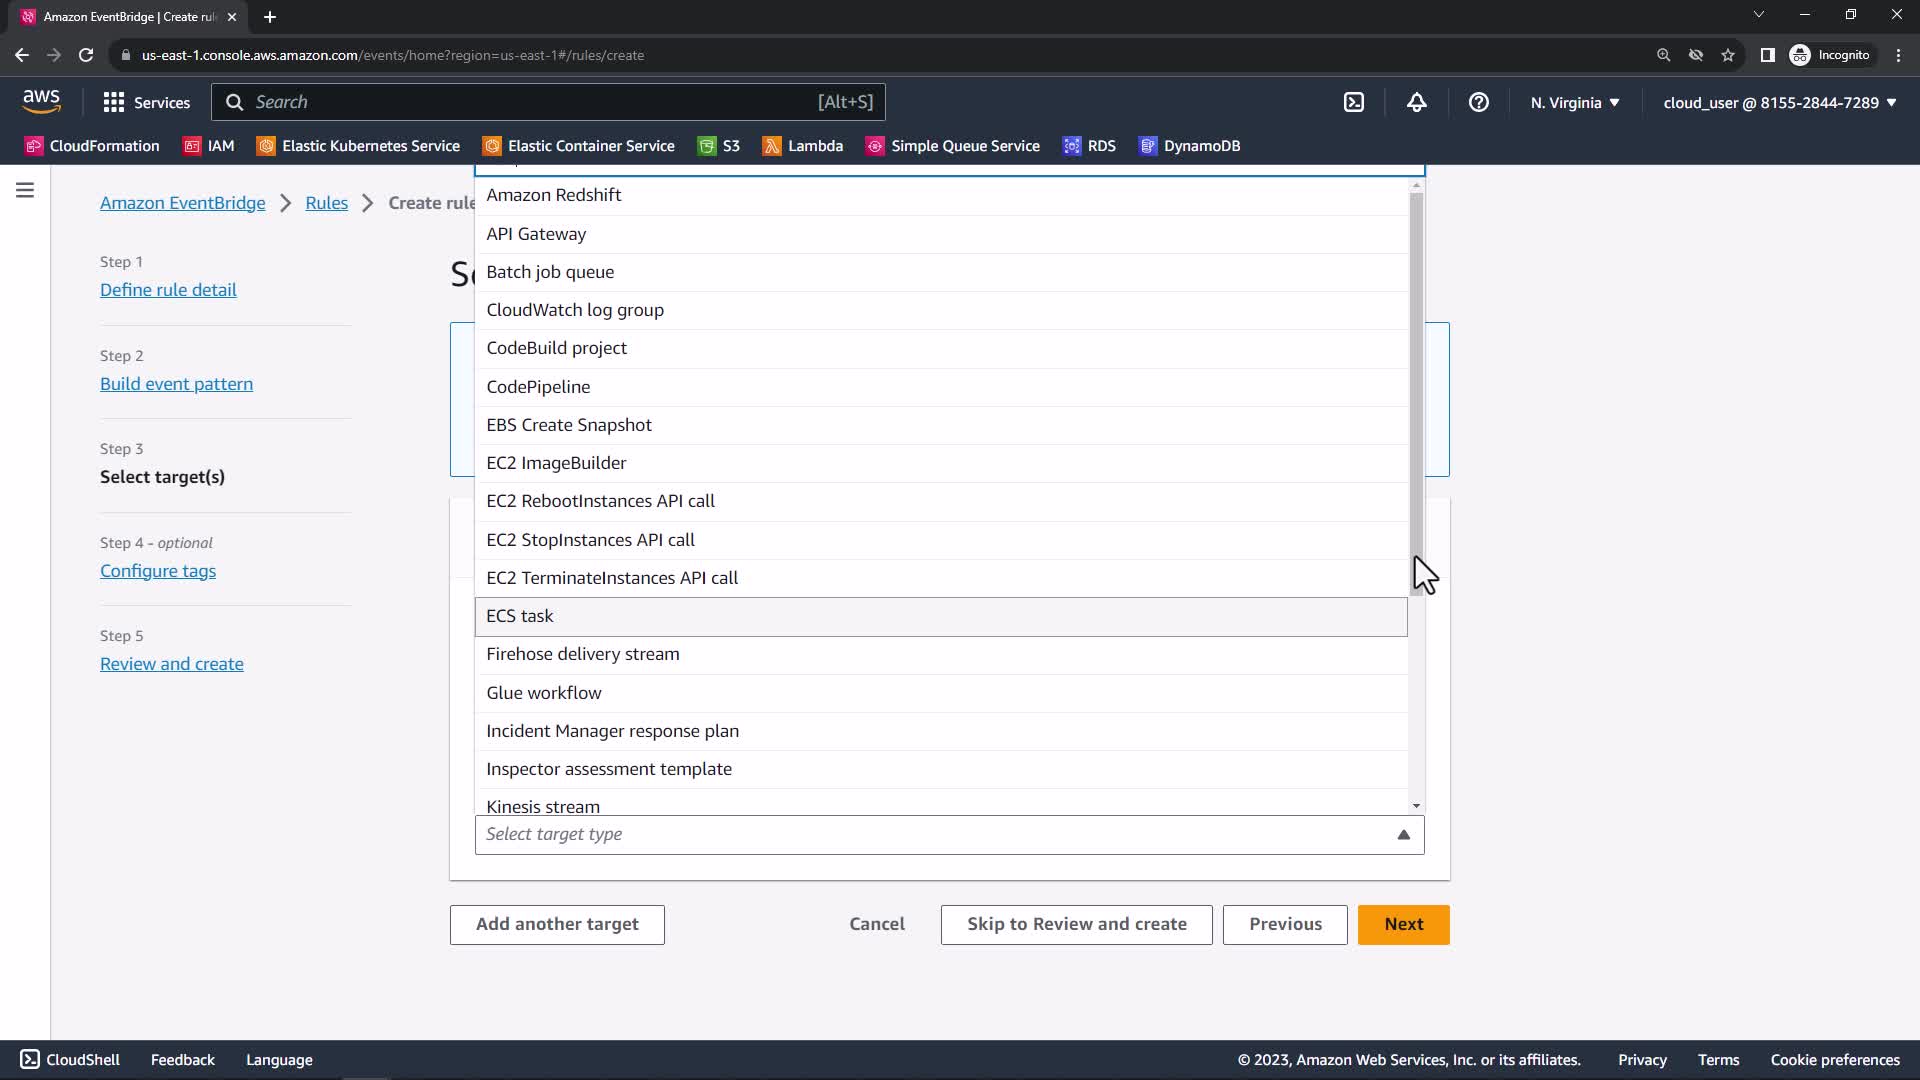 Amazon EventBridge | Create rul
us-east-1.console.aws.amazon.com/events/home?region=us-east-1#/rules/create
Incognito
aws
Services
Search
[Alt+S]
N. Virginia
cloud_user @ 8155-2844-7289
CloudFormation
IAM
Elastic Kubernetes Service
Elastic Container Service
S3
Lambda
Simple Queue Service
RDS
DynamoDB
Amazon EventBridge
Rules
Create rule
Step 1
Define rule detail
Step 2
Build event pattern
Step 3
Select target(s)
Step 4 - optional
Configure tags
Step 5
Review and create
Amazon Redshift
API Gateway
Batch job queue
CloudWatch log group
CodeBuild project
CodePipeline
EBS Create Snapshot
EC2 ImageBuilder
EC2 RebootInstances API call
EC2 StopInstances API call
EC2 TerminateInstances API call
ECS task
Firehose delivery stream
Glue workflow
Incident Manager response plan
Inspector assessment template
Kinesis stream
Select target type
Add another target
Cancel
Skip to Review and create
Previous
Next
CloudShell
Feedback
Language
© 2023, Amazon Web Services, Inc. or its affiliates.
Privacy
Terms
Cookie preferences